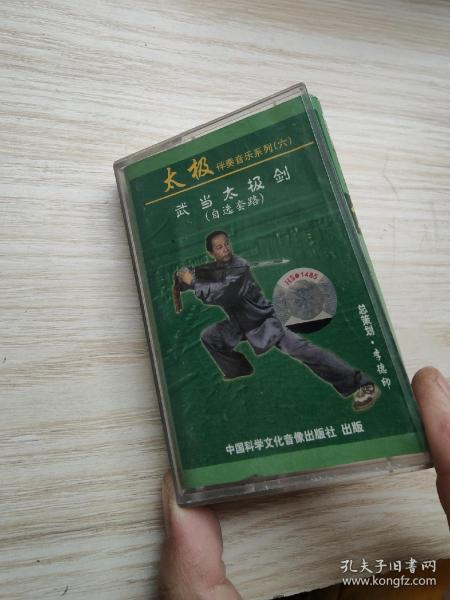 太极 伴奏音乐系列(六)
武当太极剑
(自选套路)
HS●1485
总策划·李德印
中国科学文化音像出版社 出版
孔夫子旧书网
www.kongfz.com